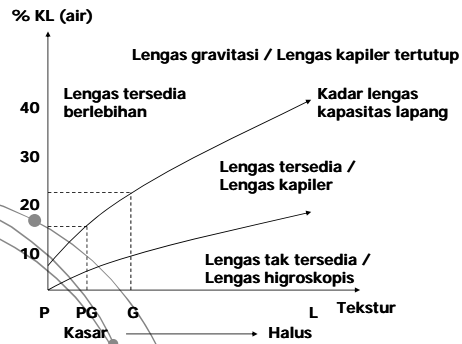 % KL (air)
Lengas gravitasi / Lengas kapiler tertutup
Lengas tersedia
berlebihan
Kadar lengas
kapasitas lapang
40
30
Lengas tersedia /
Lengas kapiler
20
10
Lengas tak tersedia /
Lengas higroskopis
P PG G L Tekstur
Kasar Halus